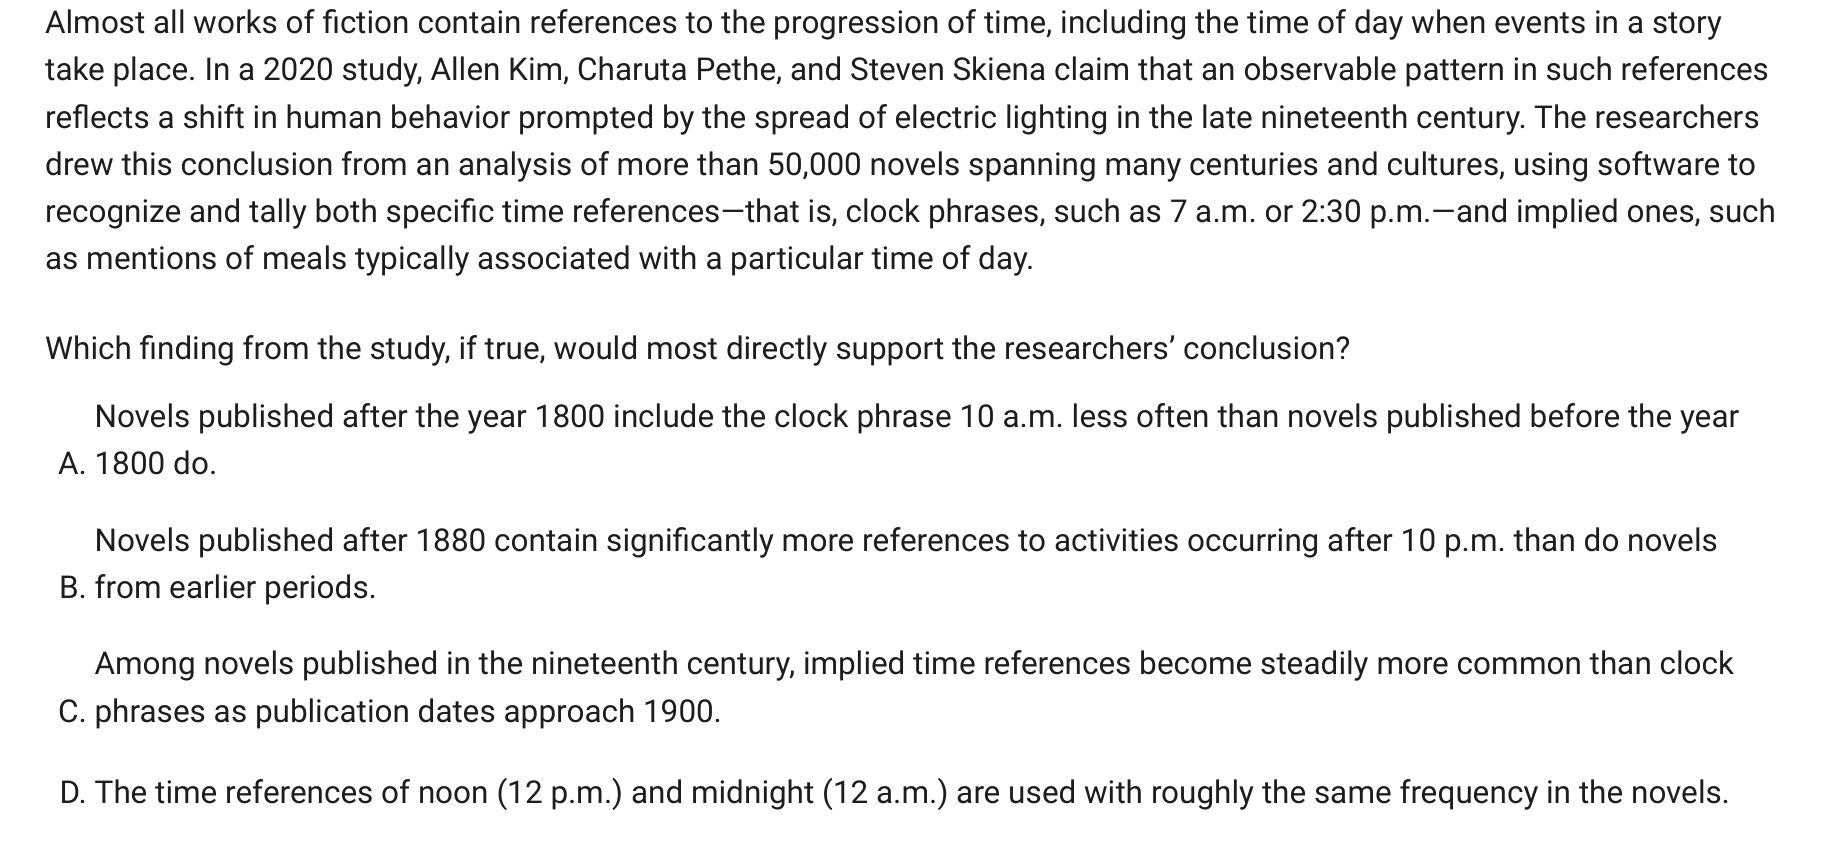 Almost all works of fiction contain references to the progression of time, including the time of day when events in a story
take place. In a 2020 study, Allen Kim, Charuta Pethe, and Steven Skiena claim that an observable pattern in such references
reflects a shift in human behavior prompted by the spread of electric lighting in the late nineteenth century. The researchers
drew this conclusion from an analysis of more than 50,000 novels spanning many centuries and cultures, using software to
recognize and tally both specific time references—that is, clock phrases, such as 7 a.m. or 2:30 p.m.—and implied ones, such
as mentions of meals typically associated with a particular time of day.
Which finding from the study, if true, would most directly support the researchers' conclusion?
Novels published after the year 1800 include the clock phrase 10 a.m. less often than novels published before the year
A. 1800 do.
Novels published after 1880 contain significantly more references to activities occurring after 10 p.m. than do novels
B. from earlier periods.
Among novels published in the nineteenth century, implied time references become steadily more common than clock
C. phrases as publication dates approach 1900.
D. The time references of noon (12 p.m.) and midnight (12 a.m.) are used with roughly the same frequency in the novels.